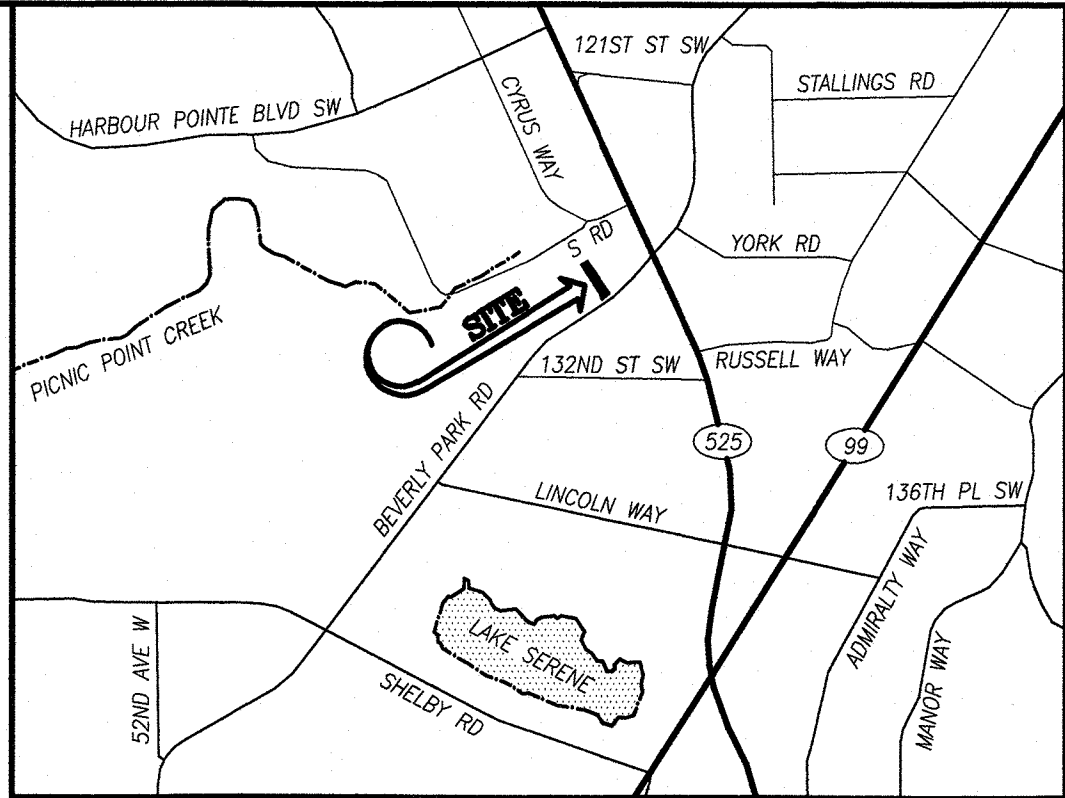 121ST ST SW
STALLINGS RD
CYRUS WAY
HARBOUR POINTE BLVD SW
S RD
YORK RD
SITE
PICNIC POINT CREEK
132ND ST SW
RUSSELL WAY
BEVERLY PARK RD
525
99
LINCOLN WAY
136TH PL SW
ADMIRALTY WAY
LAKE SERENE
52ND AVE W
SHELBY RD
MANOR WAY